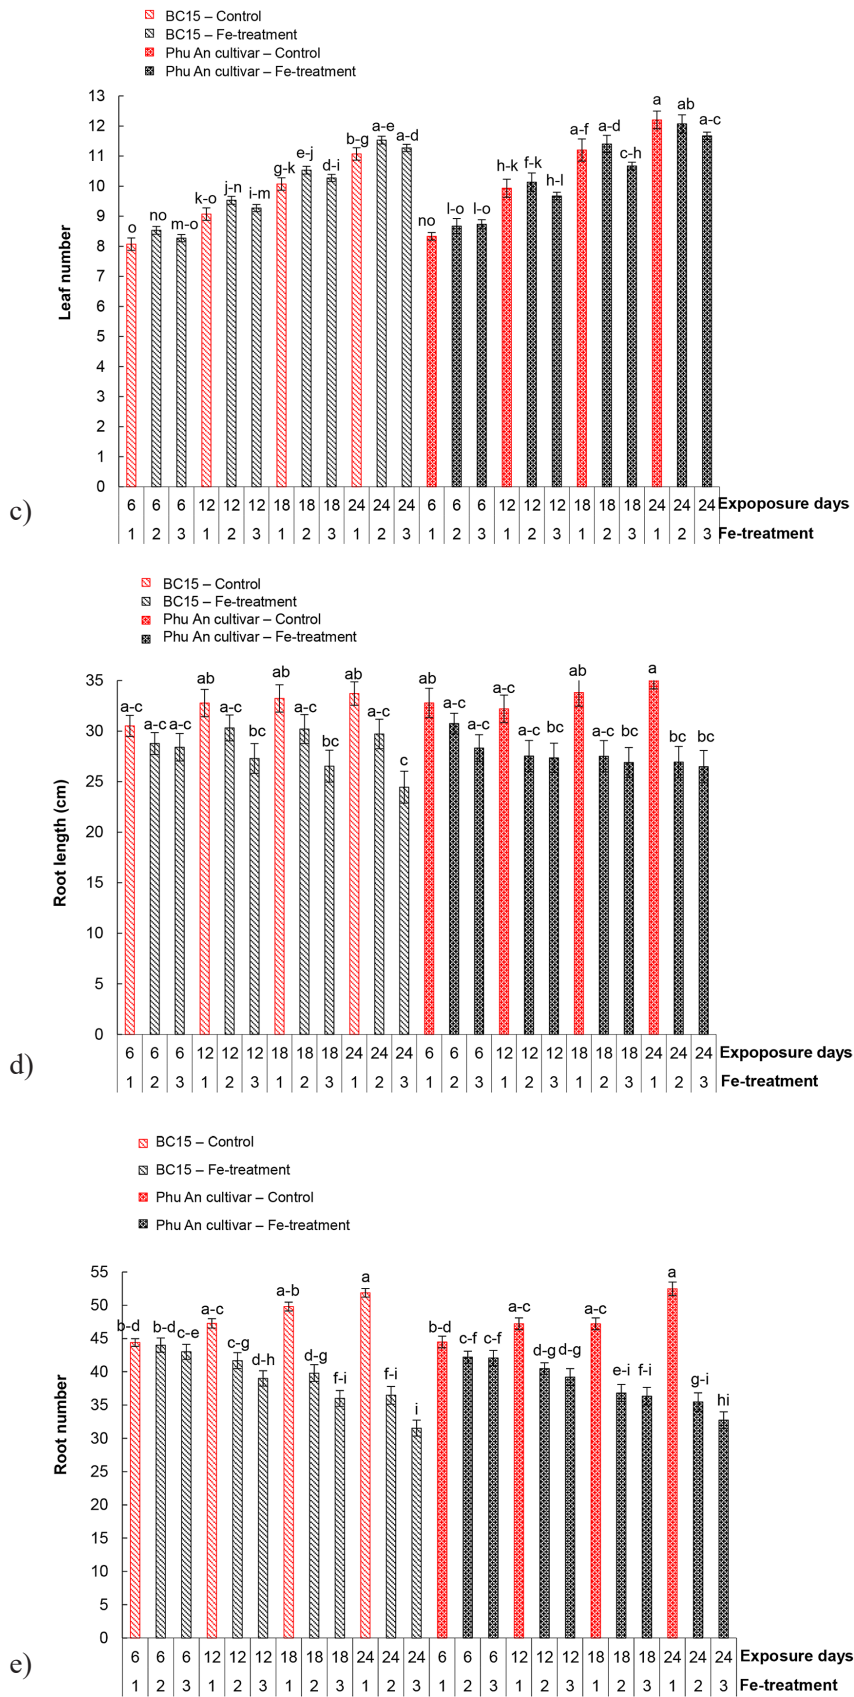 BC15 – Control
BC15 – Fe-treatment
Phu An cultivar – Control
Phu An cultivar – Fe-treatment
13
12
11
10
9
8
7
6
5
4
3
2
1
0
Leaf number
o no m-o k-o j-n i-m g-k e-j d-i b-g a-e a-d no l-o l-o h-k f-k h-l a-f a-d c-h a ab a-c
6 6 6 12 12 12 18 18 18 24 24 24 6 6 6 12 12 12 18 18 18 24 24 24 Expoposure days
1 2 3 1 2 3 1 2 3 1 2 3 1 2 3 1 2 3 1 2 3 1 2 3 Fe-treatment
c)
BC15 – Control
BC15 – Fe-treatment
Phu An cultivar – Control
Phu An cultivar – Fe-treatment
35
30
25
20
15
10
5
0
Root length (cm)
a-c a-c a-c ab a-c bc ab a-c bc ab a-c c ab a-c a-c a-c a-c bc ab a-c bc a bc bc
6 6 6 12 12 12 18 18 18 24 24 24 6 6 6 12 12 12 18 18 18 24 24 24 Expoposure days
1 2 3 1 2 3 1 2 3 1 2 3 1 2 3 1 2 3 1 2 3 1 2 3 Fe-treatment
d)
BC15 – Control
BC15 – Fe-treatment
Phu An cultivar – Control
Phu An cultivar – Fe-treatment
55
50
45
40
35
30
25
20
15
10
5
0
Root number
b-d b-d c-e a-c c-g d-h a-b d-g f-i a f-i i b-d c-f c-f a-c d-g d-g a-c e-i f-i a g-i hi
6 6 6 12 12 12 18 18 18 24 24 24 6 6 6 12 12 12 18 18 18 24 24 24 Exposure days
1 2 3 1 2 3 1 2 3 1 2 3 1 2 3 1 2 3 1 2 3 1 2 3 Fe-treatment
e)